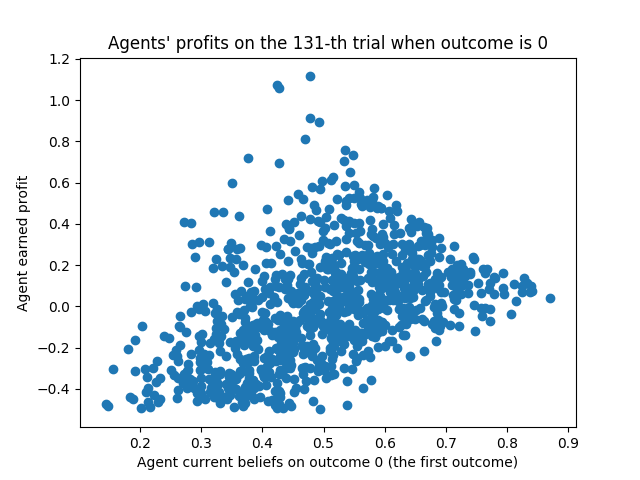 Agents' profits on the 131-th trial when outcome is 0
1.2
1.0
0.8
0.6
0.4
0.2
0.0
−0.2
−0.4
Agent earned profit
0.2 0.3 0.4 0.5 0.6 0.7 0.8 0.9
Agent current beliefs on outcome 0 (the first outcome)